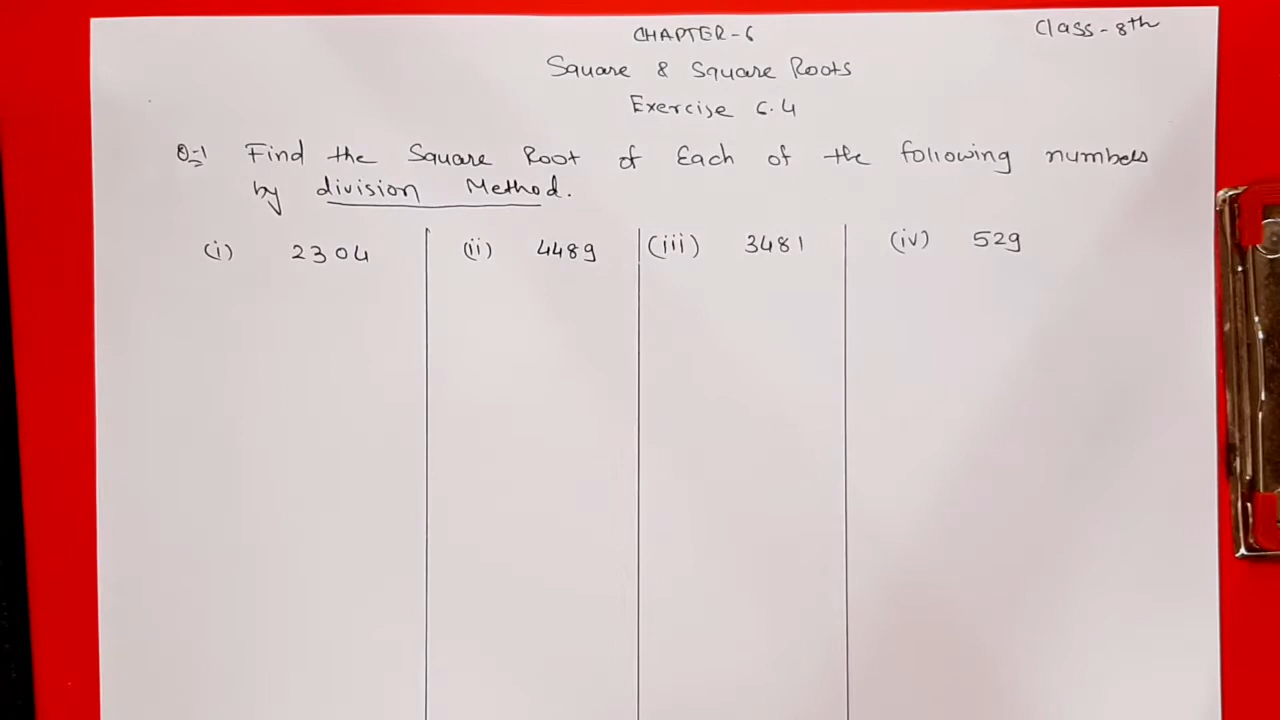 CHAPTER-6
Class-8th
Square & Square Roots
Exercise 6.4
Q-1 Find the Square Root of Each of the following numbers
by division Method.
(i) 2304 (ii) 4489 (iii) 3481 (iv) 529